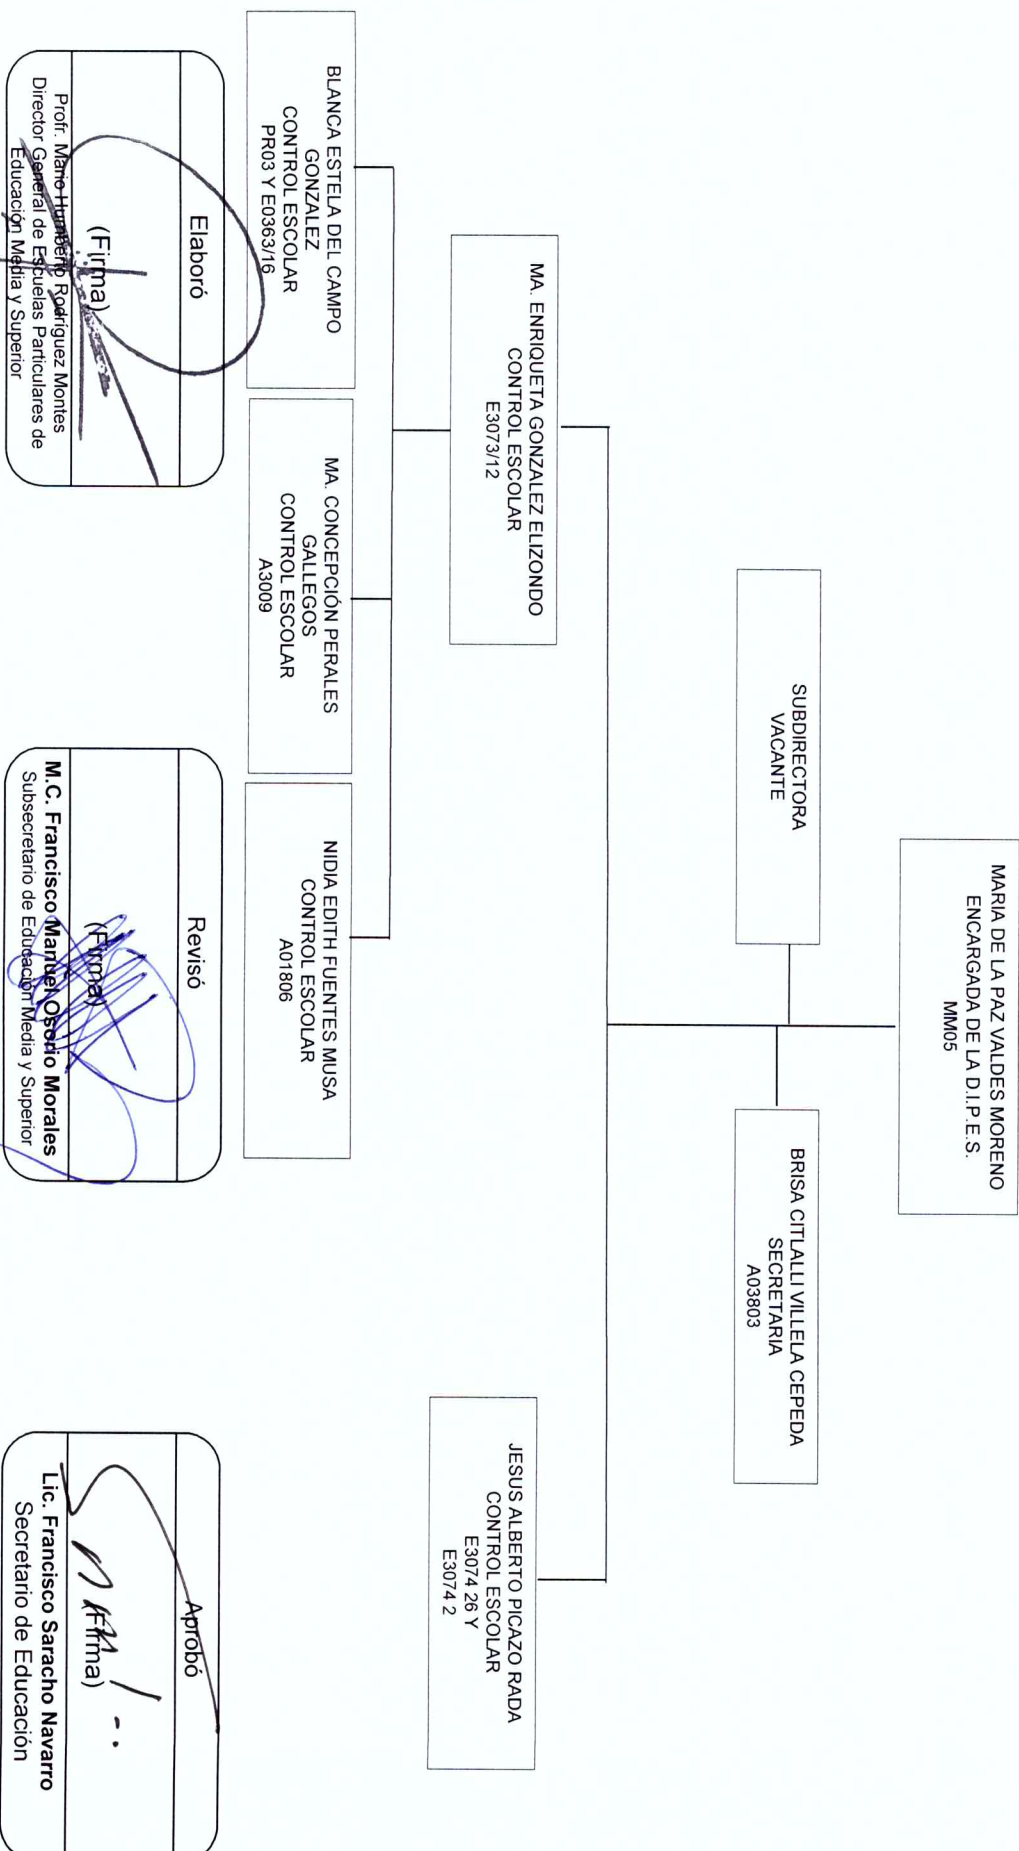 MARIA DE LA PAZ VALDES MORENO
ENCARGADA DE LA D.I.P.E.S.
MM05
SUBDIRECTORA
VACANTE
BRISA CITLALLI VILLELA CEPEDA
SECRETARIA
A03803
MA. ENRIQUETA GONZALEZ ELIZONDO
CONTROL ESCOLAR
E3073/12
JESUS ALBERTO PICAZO RADA
CONTROL ESCOLAR
E3074 26 Y
E3074 2
BLANCA ESTELA DEL CAMPO
GONZALEZ
CONTROL ESCOLAR
PR03 Y E0363/16
MA. CONCEPCIÓN PERALES
GALLEGOS
CONTROL ESCOLAR
A3009
NIDIA EDITH FUENTES MUSA
CONTROL ESCOLAR
A01806
Elaboró
(Firma)
Profr. Mario Humberto Rodríguez Montes
Director General de Escuelas Particulares de
Educación Media y Superior
Revisó
(Firma)
M.C. Francisco Manuel Osorio Morales
Subsecretario de Educación Media y Superior
Aprobó
(Firma)
Lic. Francisco Saracho Navarro
Secretario de Educación